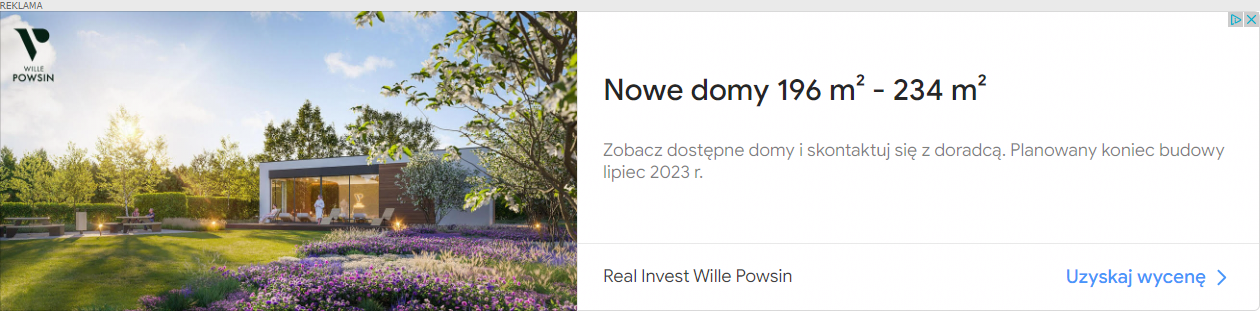 REKLAMA
WILLE
POWSIN
Nowe domy 196 m² - 234 m²
Zobacz dostępne domy i skontaktuj się z doradcą. Planowany koniec budowy
lipiec 2023 r.
Real Invest Wille Powsin
Uzyskaj wycenę